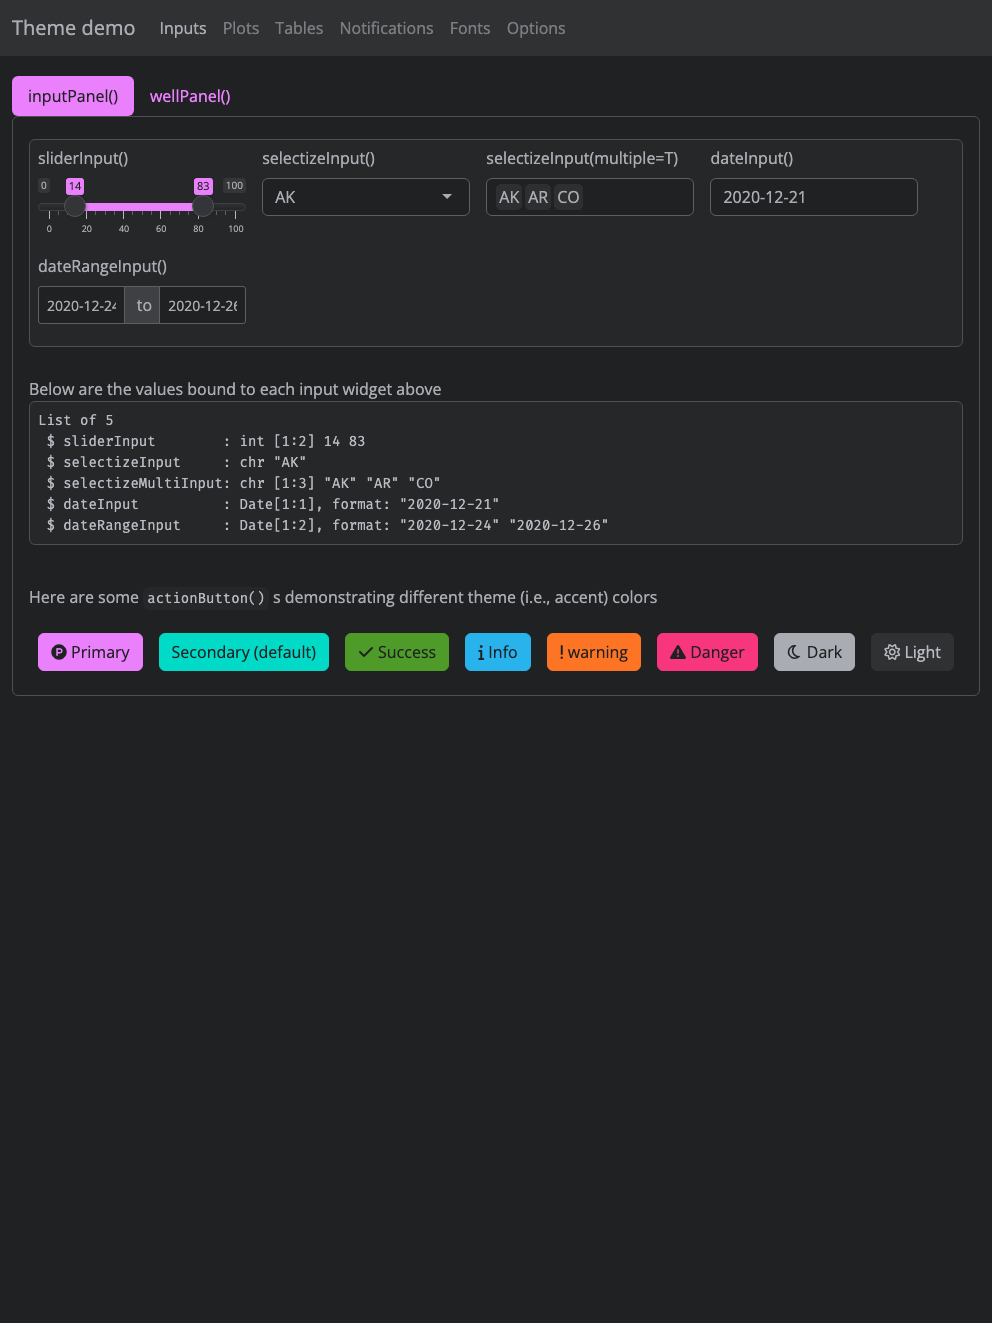 Theme demo Inputs Plots Tables Notifications Fonts Options
inputPanel() wellPanel()
sliderInput() selectizeInput() selectizeInput(multiple=T) dateInput()
0 14 83 100
AK AK AR CO 2020-12-21
0 20 40 60 80 100
dateRangeInput()
2020-12-24 to 2020-12-26
Below are the values bound to each input widget above
List of 5
$ sliderInput : int [1:2] 14 83
$ selectizeInput : chr "AK"
$ selectizeMultiInput: chr [1:3] "AK" "AR" "CO"
$ dateInput : Date[1:1], format: "2020-12-21"
$ dateRangeInput : Date[1:2], format: "2020-12-24" "2020-12-26"
Here are some actionButton() s demonstrating different theme (i.e., accent) colors
Primary Secondary (default) Success Info warning Danger Dark Light